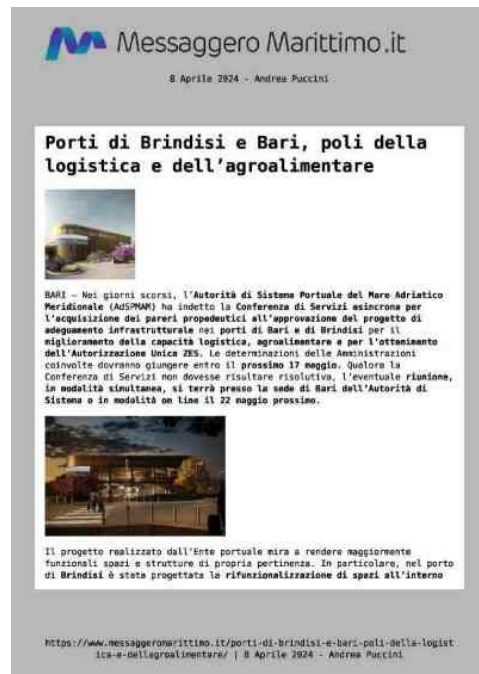 Messaggero Marittimo.it
8 Aprile 2024 - Andrea Puccini
Porti di Brindisi e Bari, poli della
logistica e dell'agroalimentare
BARI – Nei giorni scorsi, l'Autorità di Sistema Portuale del Mare Adriatico
Meridionale (AdSPMAM) ha indetto la Conferenza di Servizi asincrona per
l'acquisizione dei pareri propedeutici all'approvazione del progetto di
adeguamento infrastrutturale nei porti di Bari e di Brindisi per il
miglioramento della capacità logistica, agroalimentare e per l'ottenimento
dell'Autorizzazione Unica ZES. Le determinazioni delle Amministrazioni
coinvolte dovranno giungere entro il prossimo 17 maggio. Qualora la
Conferenza di Servizi non dovesse risultare risolutiva, l'eventuale riunione,
in modalità simultanea, si terrà presso la sede di Bari dell'Autorità di
Sistema o in modalità on line il 22 maggio prossimo.
Il progetto realizzato dall'Ente portuale mira a rendere maggiormente
funzionali spazi e strutture di propria pertinenza. In particolare, nel porto
di Brindisi è stata progettata la rifunzionalizzazione di spazi all'interno
https://www.messaggeromarittimo.it/porti-di-brindisi-e-bari-poli-della-logist
ica-e-dellagroalimentare/ | 8 Aprile 2024 - Andrea Puccini